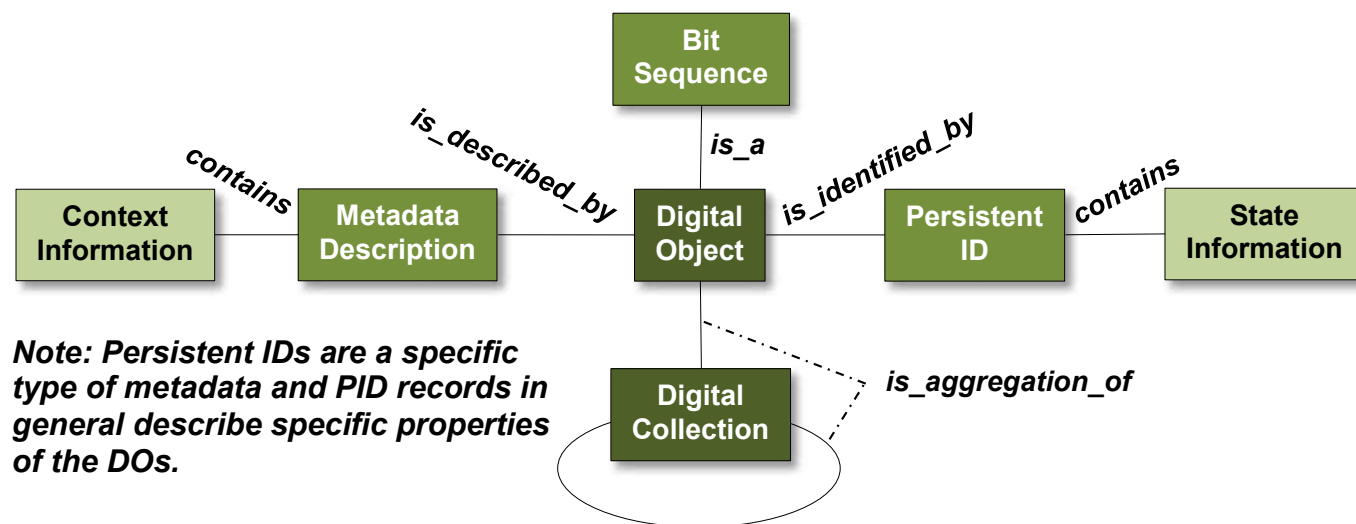 Bit
Sequence
is_described_by
is_a
is_identified_by
contains
contains
Context
Information
Metadata
Description
Digital
Object
Persistent
ID
State
Information
Note: Persistent IDs are a specific
type of metadata and PID records in
general describe specific properties
of the DOs.
Digital
Collection
is_aggregation_of